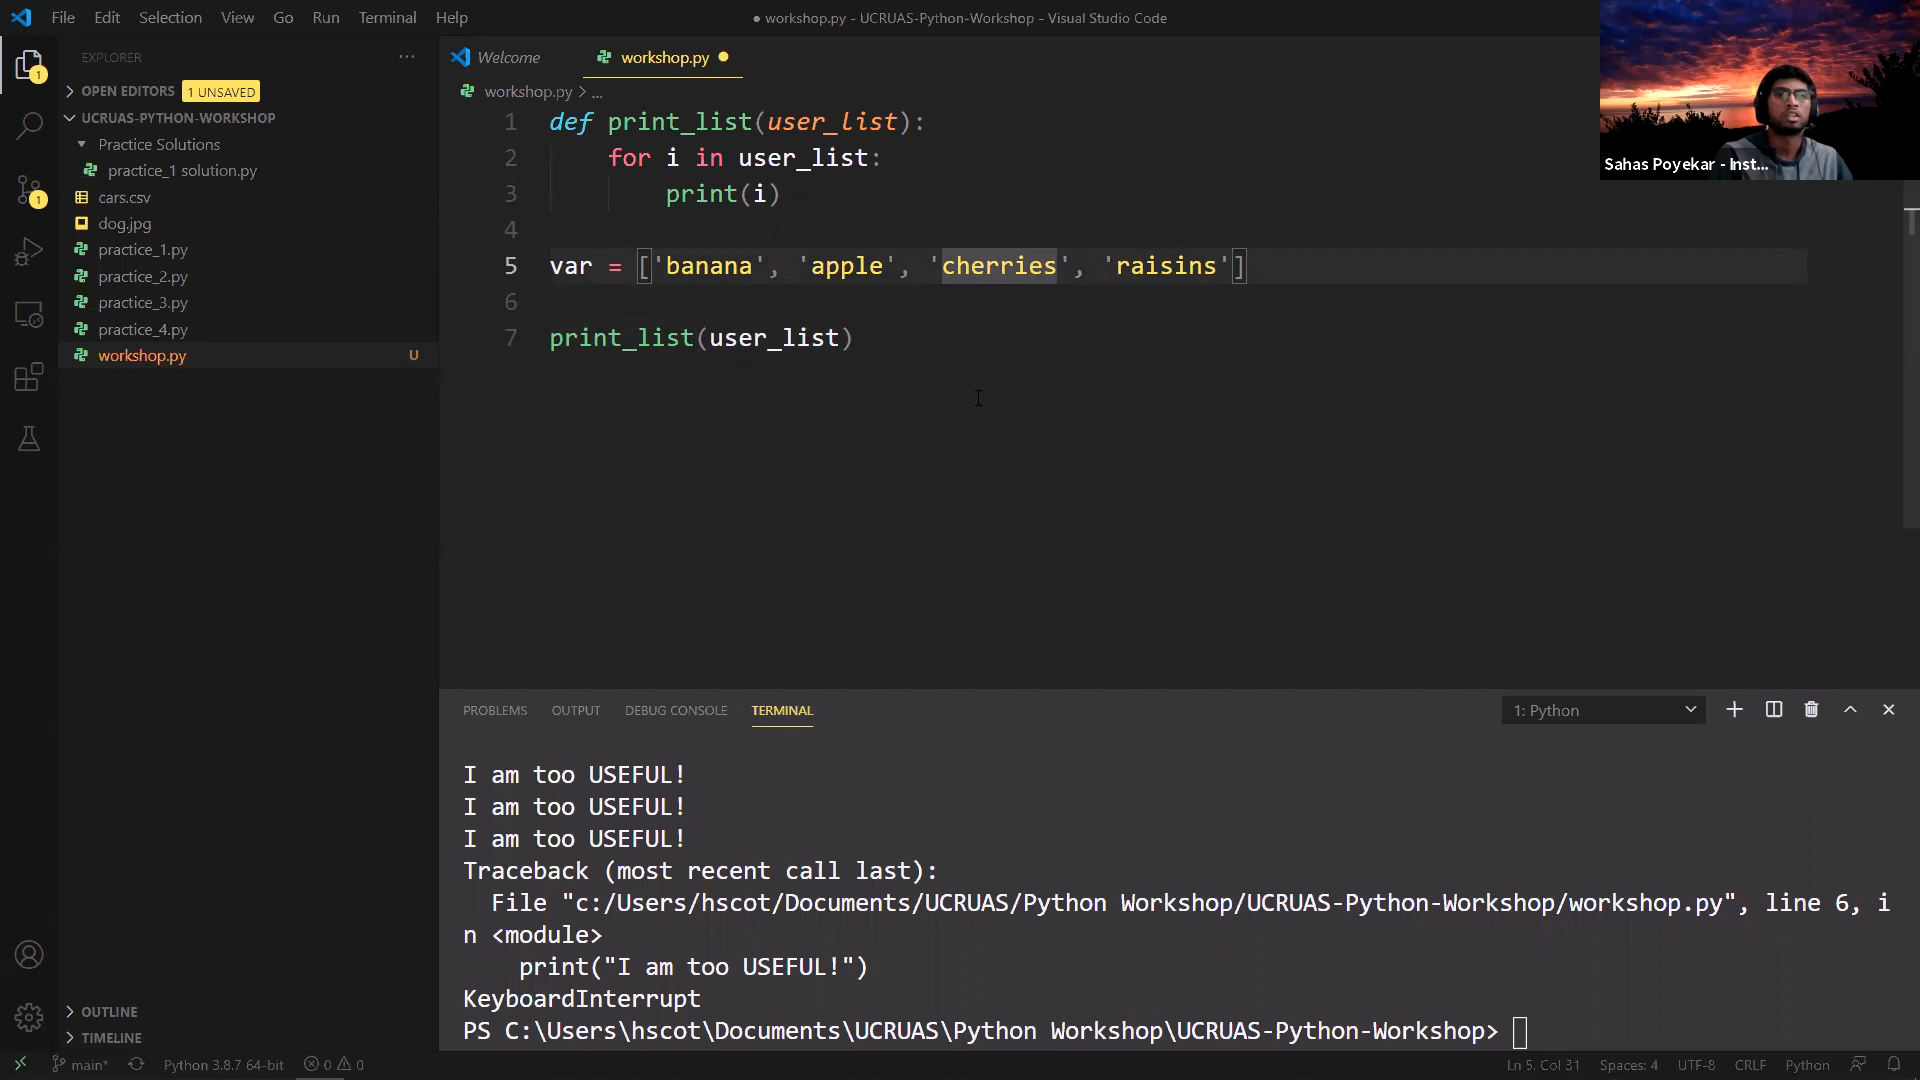 File Edit Selection View Go Run Terminal Help
● workshop.py - UCRUAS-Python-Workshop - Visual Studio Code
EXPLORER
OPEN EDITORS 1 UNSAVED
UCRUAS-PYTHON-WORKSHOP
Practice Solutions
practice_1 solution.py
cars.csv
dog.jpg
practice_1.py
practice_2.py
practice_3.py
practice_4.py
workshop.py U
OUTLINE
TIMELINE
1
1
Welcome workshop.py
workshop.py > ...
1 def print_list(user_list):
2 for i in user_list:
3 print(i)
4
5 var = ['banana', 'apple', 'cherries', 'raisins']
6
7 print_list(user_list)
Sahas Poyekar - Inst...
PROBLEMS OUTPUT DEBUG CONSOLE TERMINAL
1: Python
I am too USEFUL!
I am too USEFUL!
I am too USEFUL!
Traceback (most recent call last):
File "c:/Users/hscot/Documents/UCRUAS/Python Workshop/UCRUAS-Python-Workshop/workshop.py", line 6, i
n <module>
print("I am too USEFUL!")
KeyboardInterrupt
PS C:\Users\hscot\Documents\UCRUAS\Python Workshop\UCRUAS-Python-Workshop>
main* Python 3.8.7 64-bit 0 0 Ln 5, Col 31 Spaces: 4 UTF-8 CRLF Python